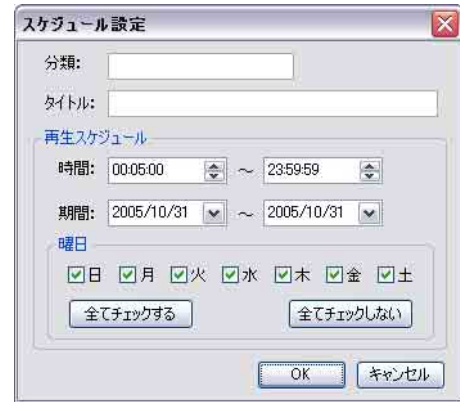 スケジュール設定
分類:
タイトル:
再生スケジュール
時間: 00:05:00 ～ 23:59:59
期間: 2005/10/31 ～ 2005/10/31
曜日
日 月 火 水 木 金 土
全てチェックする 全てチェックしない
OK キャンセル